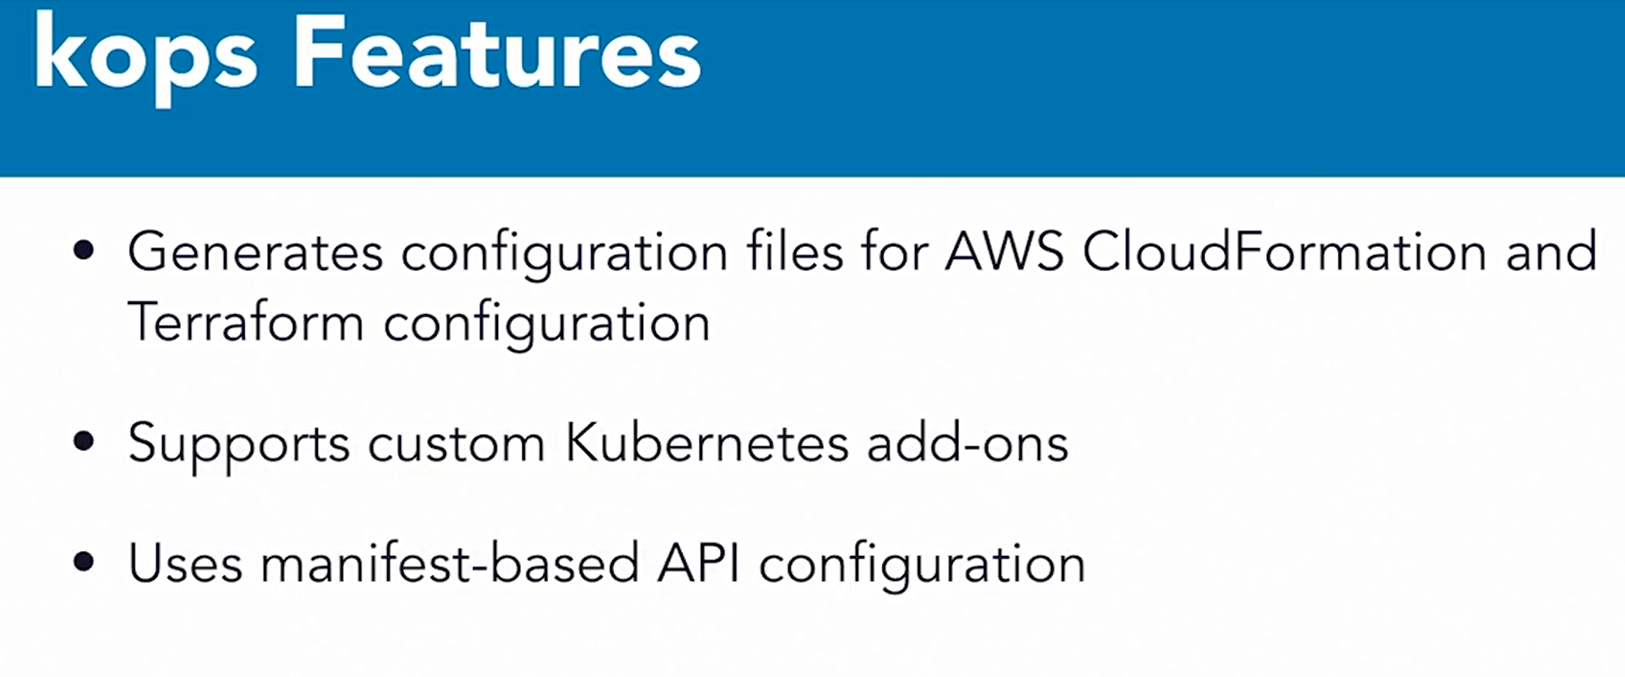 kops Features
• Generates configuration files for AWS CloudFormation and
Terraform configuration
• Supports custom Kubernetes add-ons
• Uses manifest-based API configuration